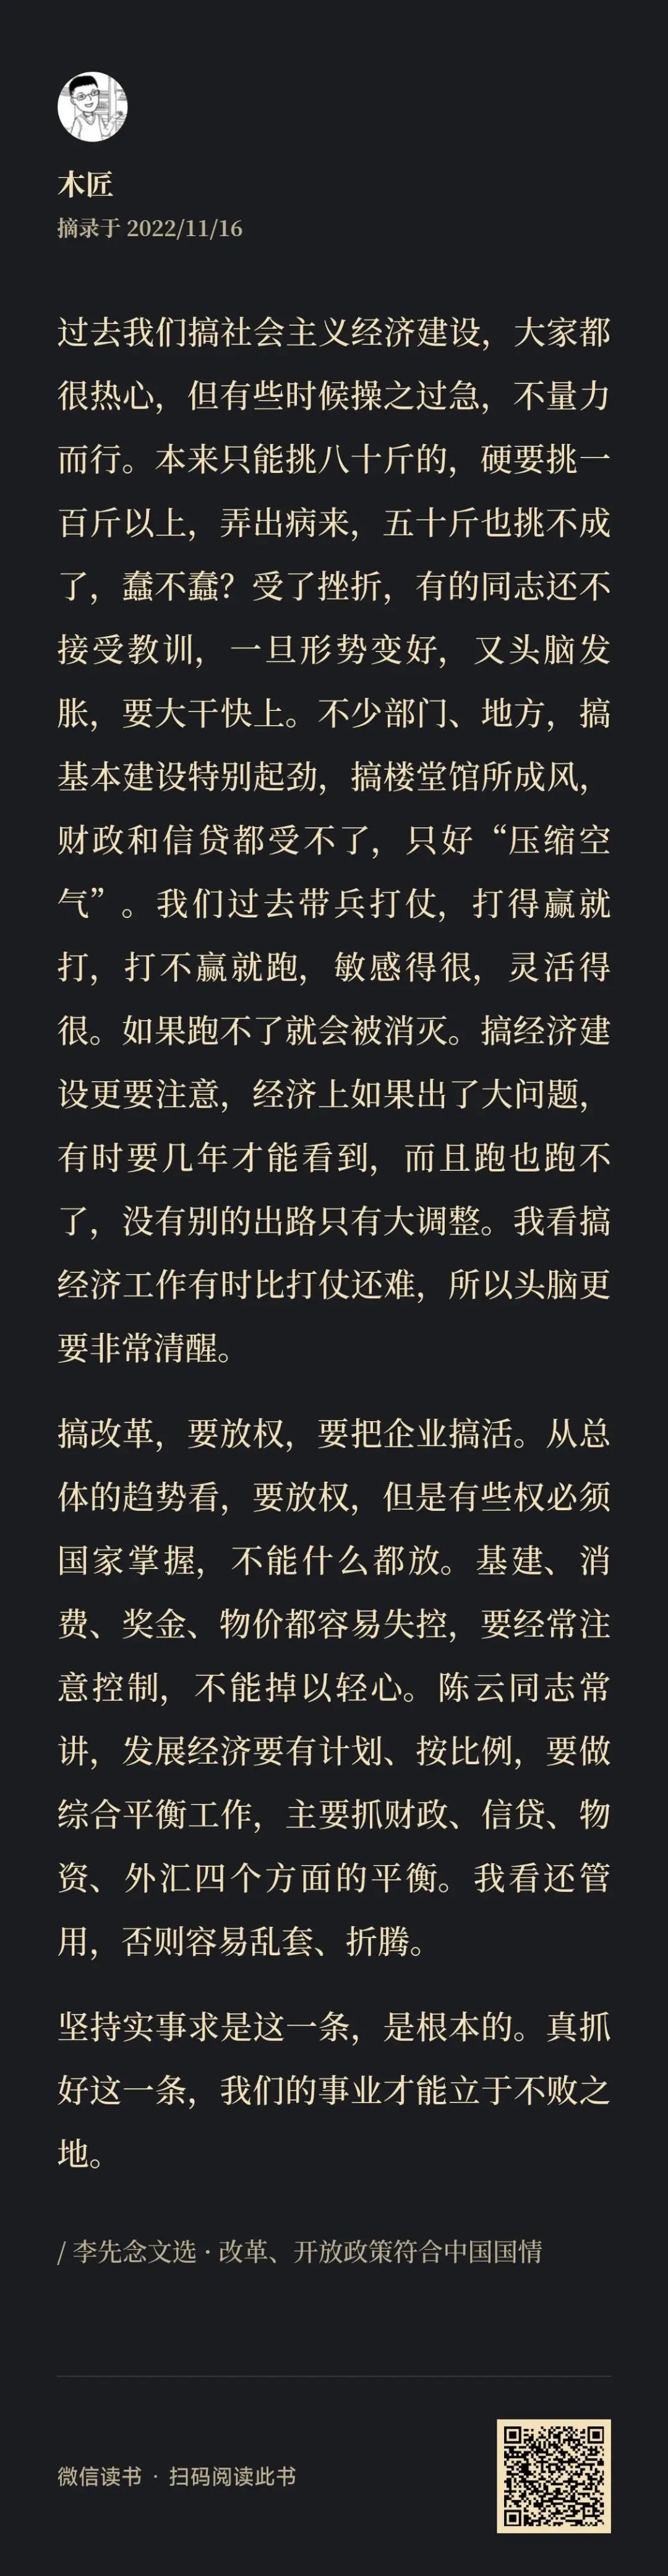 木匠
摘录于 2022/11/16
过去我们搞社会主义经济建设，大家都
很热心，但有些时候操之过急，不量力
而行。本来只能挑八十斤的，硬要挑一
百斤以上，弄出病来，五十斤也挑不成
了，蠢不蠢？受了挫折，有的同志还不
接受教训，一旦形势变好，又头脑发
胀，要大干快上。不少部门、地方，搞
基本建设特别起劲，搞楼堂馆所成风，
财政和信贷都受不了，只好“压缩空
气”。我们过去带兵打仗，打得赢就
打，打不赢就跑，敏感得很，灵活得
很。如果跑不了就会被消灭。搞经济建
设更要注意，经济上如果出了大问题，
有时要几年才能看到，而且跑也跑不
了，没有别的出路只有大调整。我看搞
经济工作有时比打仗还难，所以头脑更
要非常清醒。
搞改革，要放权，要把企业搞活。从总
体的趋势看，要放权，但是有些权必须
国家掌握，不能什么都放。基建、消
费、奖金、物价都容易失控，要经常注
意控制，不能掉以轻心。陈云同志常
讲，发展经济要有计划、按比例，要做
综合平衡工作，主要抓财政、信贷、物
资、外汇四个方面的平衡。我看还管
用，否则容易乱套、折腾。
坚持实事求是这一条，是根本的。真抓
好这一条，我们的事业才能立于不败之
地。
/ 李先念文选 · 改革、开放政策符合中国国情
微信读书 · 扫码阅读此书